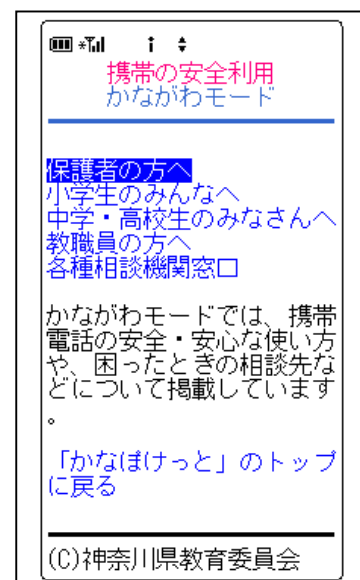 携帯の安全利用
かながわモード
保護者の方へ
小学生のみんなへ
中学・高校生のみなさんへ
教職員の方へ
各種相談機関窓口
かながわモードでは、携帯
電話の安全・安心な使い方
や、困ったときの相談先な
どについて掲載しています
。
「かなぽけっと」のトップ
に戻る
(C)神奈川県教育委員会